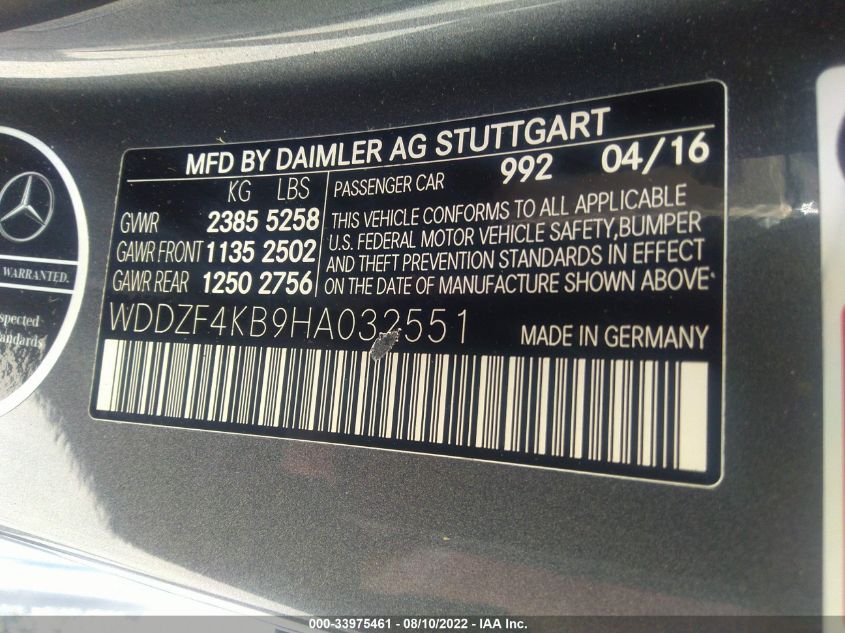 MFD BY DAIMLER AG STUTTGART
992 04/16
KG LBS
PASSENGER CAR
GVWR 2385 5258
GAWR FRONT 1135 2502
GAWR REAR 1250 2756
THIS VEHICLE CONFORMS TO ALL APPLICABLE
U.S. FEDERAL MOTOR VEHICLE SAFETY, BUMPER
AND THEFT PREVENTION STANDARDS IN EFFECT
ON THE DATE OF MANUFACTURE SHOWN ABOVE
WDDZF4KB9HA032551
MADE IN GERMANY
WARRANTED.
000-33975461 - 08/10/2022 - IAA Inc.